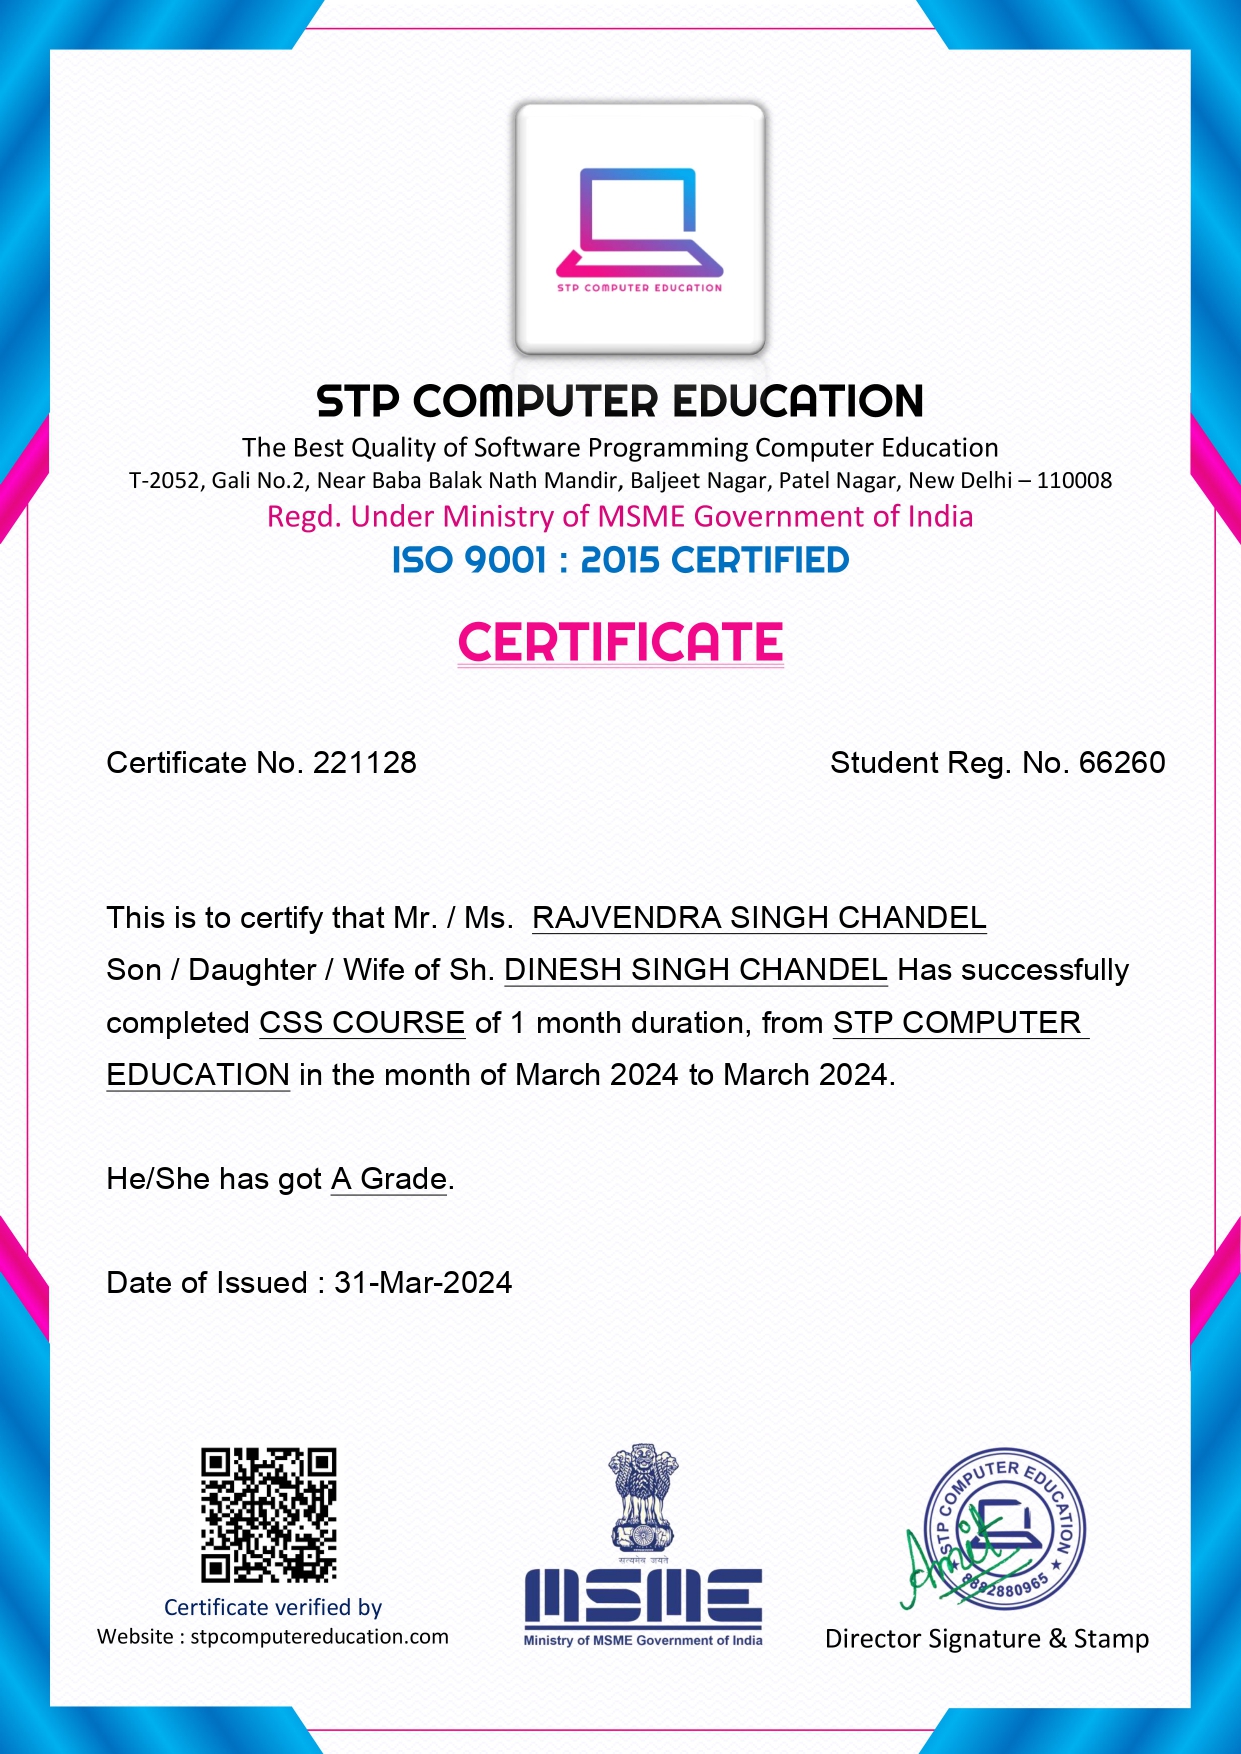 STP COMPUTER EDUCATION
STP COMPUTER EDUCATION
The Best Quality of Software Programming Computer Education
T-2052, Gali No.2, Near Baba Balak Nath Mandir, Baljeet Nagar, Patel Nagar, New Delhi – 110008
Regd. Under Ministry of MSME Government of India
ISO 9001 : 2015 CERTIFIED
CERTIFICATE
Certificate No. 221128 Student Reg. No. 66260
This is to certify that Mr. / Ms. RAJVENDRA SINGH CHANDEL
Son / Daughter / Wife of Sh. DINESH SINGH CHANDEL Has successfully
completed CSS COURSE of 1 month duration, from STP COMPUTER
EDUCATION in the month of March 2024 to March 2024.
He/She has got A Grade.
Date of Issued : 31-Mar-2024
Certificate verified by
Website : stpcomputereducation.com
सत्यमेव जयते
MSME
Ministry of MSME Government of India
STP COMPUTER EDUCATION
★ 8882880965 ★
Amit
Director Signature & Stamp